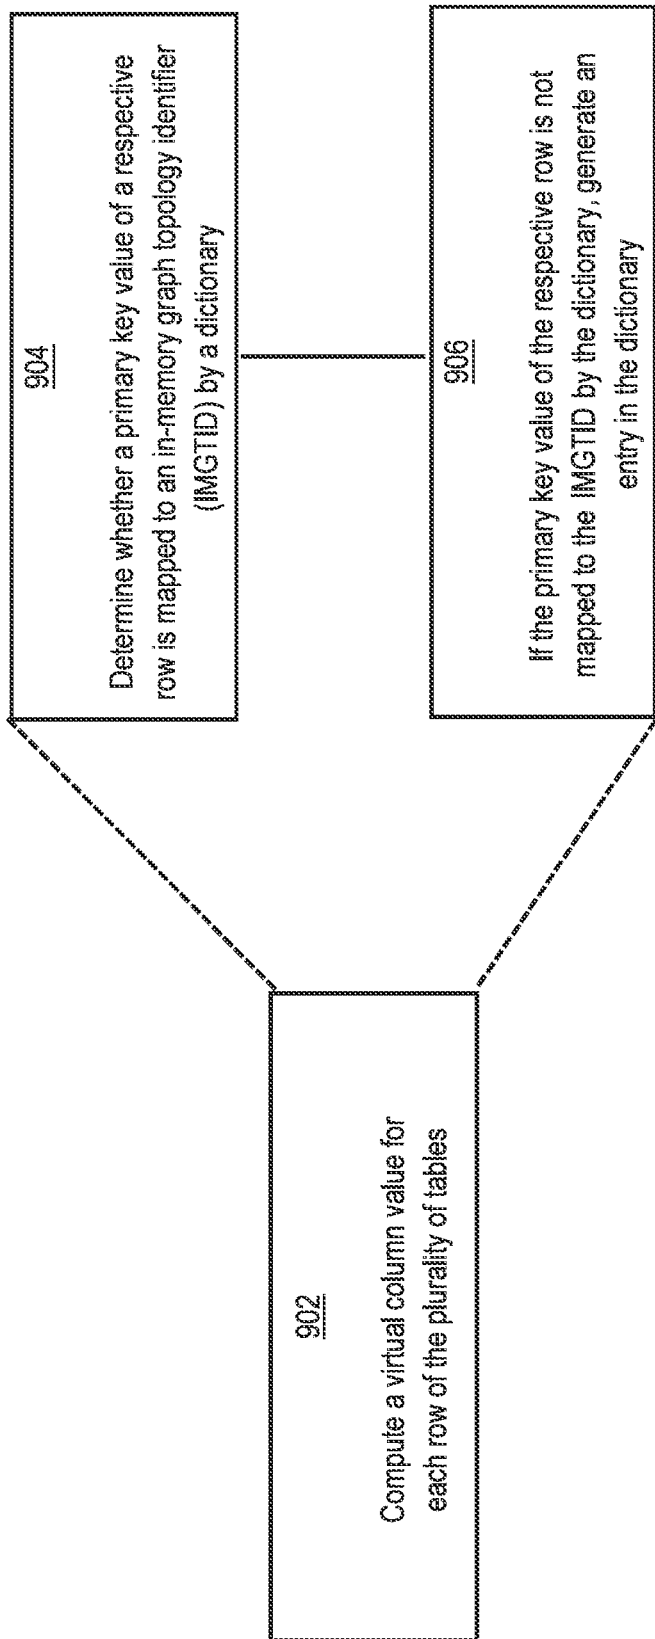 902
Compute a virtual column value for
each row of the plurality of tables
904
Determine whether a primary key value of a respective
row is mapped to an in-memory graph topology identifier
(IMGTID) by a dictionary
906
If the primary key value of the respective row is not
mapped to the IMGTID by the dictionary, generate an
entry in the dictionary